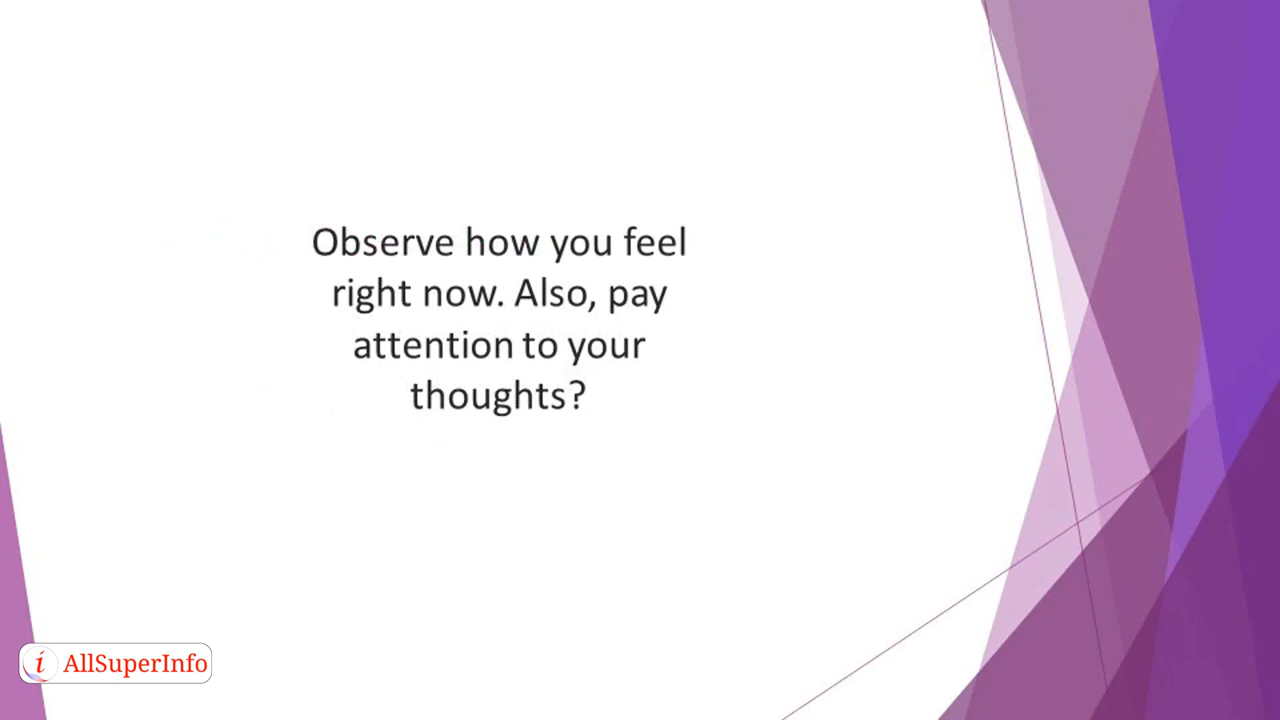 Observe how you feel
right now. Also, pay
attention to your
thoughts?
i AllSuperInfo